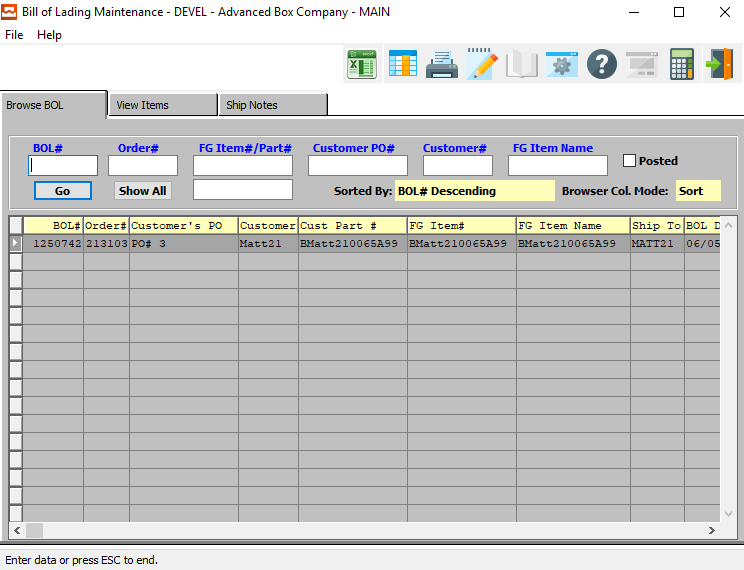 Bill of Lading Maintenance - DEVEL - Advanced Box Company - MAIN
File Help
Browse BOL View Items Ship Notes
BOL# Order# FG Item#/Part# Customer PO# Customer# FG Item Name
Posted
Go Show All Sorted By: BOL# Descending Browser Col. Mode: Sort
BOL# Order# Customer's PO Customer Cust Part # FG Item# FG Item Name Ship To BOL D
1250742 213103 PO# 3 Matt21 BMatt210065A99 BMatt210065A99 BMatt210065A99 MATT21 06/05
Enter data or press ESC to end.